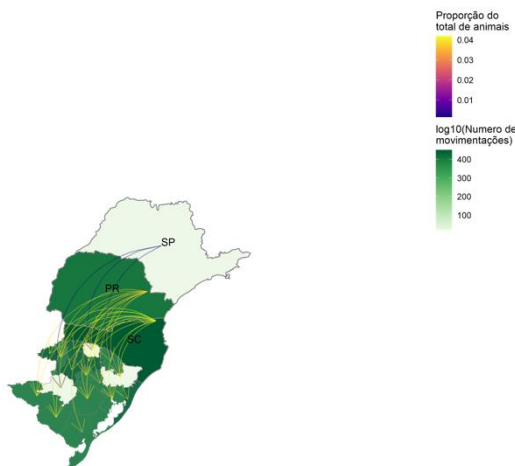 Proporção do
total de animais
0.04
0.03
0.02
0.01
log10(Numero de
movimentações)
400
300
200
100
SP
PR
SC